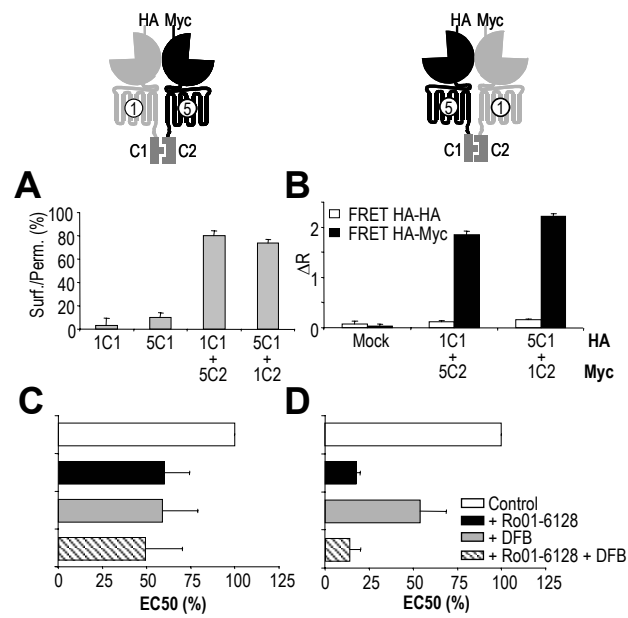 HA Myc
1
5
C1
C2
HA Myc
5
1
C1
C2
A
Surf./Perm. (%)
100
80
60
40
20
0
1C1
5C1
1C1
+
5C2
5C1
+
1C2
B
FRET HA-HA
FRET HA-Myc
ΔR
2
1
0
Mock
1C1
+
5C2
5C1
+
1C2
HA
Myc
C
0 25 50 75 100 125
EC50 (%)
D
Control
+ Ro01-6128
+ DFB
+ Ro01-6128 + DFB
0 25 50 75 100 125
EC50 (%)